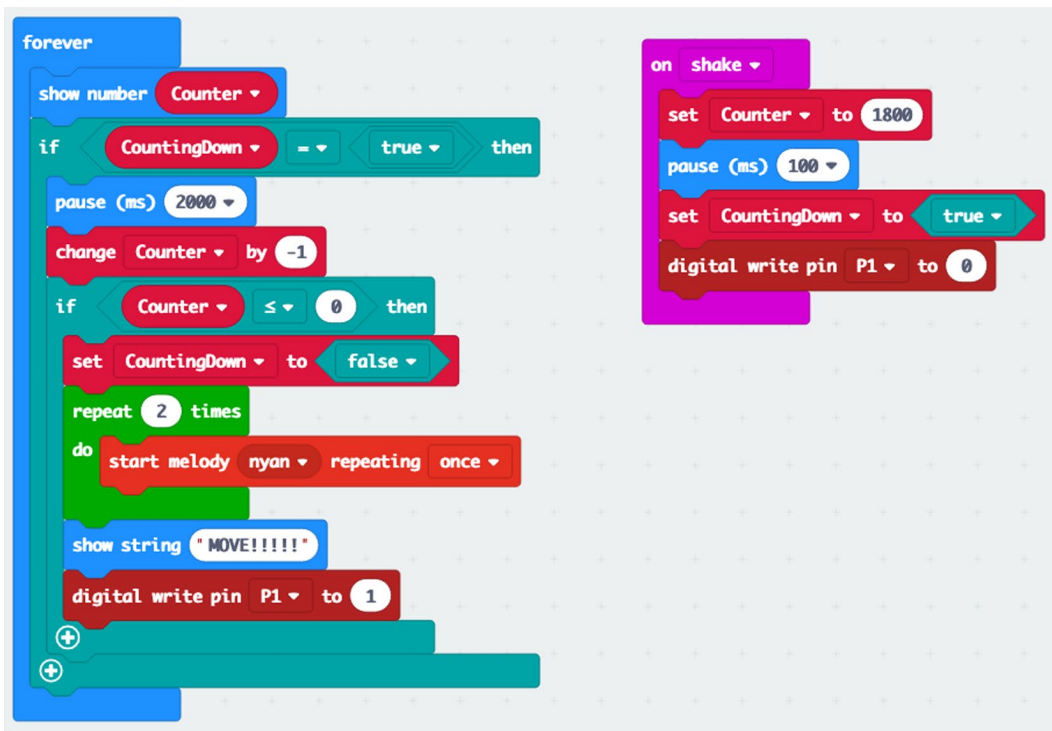 forever
show number Counter
if CountingDown = true then
pause (ms) 2000
change Counter by -1
if Counter ≤ 0 then
set CountingDown to false
repeat 2 times
do
start melody nyan repeating once
show string "MOVE!!!!!"
digital write pin P1 to 1
on shake
set Counter to 1800
pause (ms) 100
set CountingDown to true
digital write pin P1 to 0